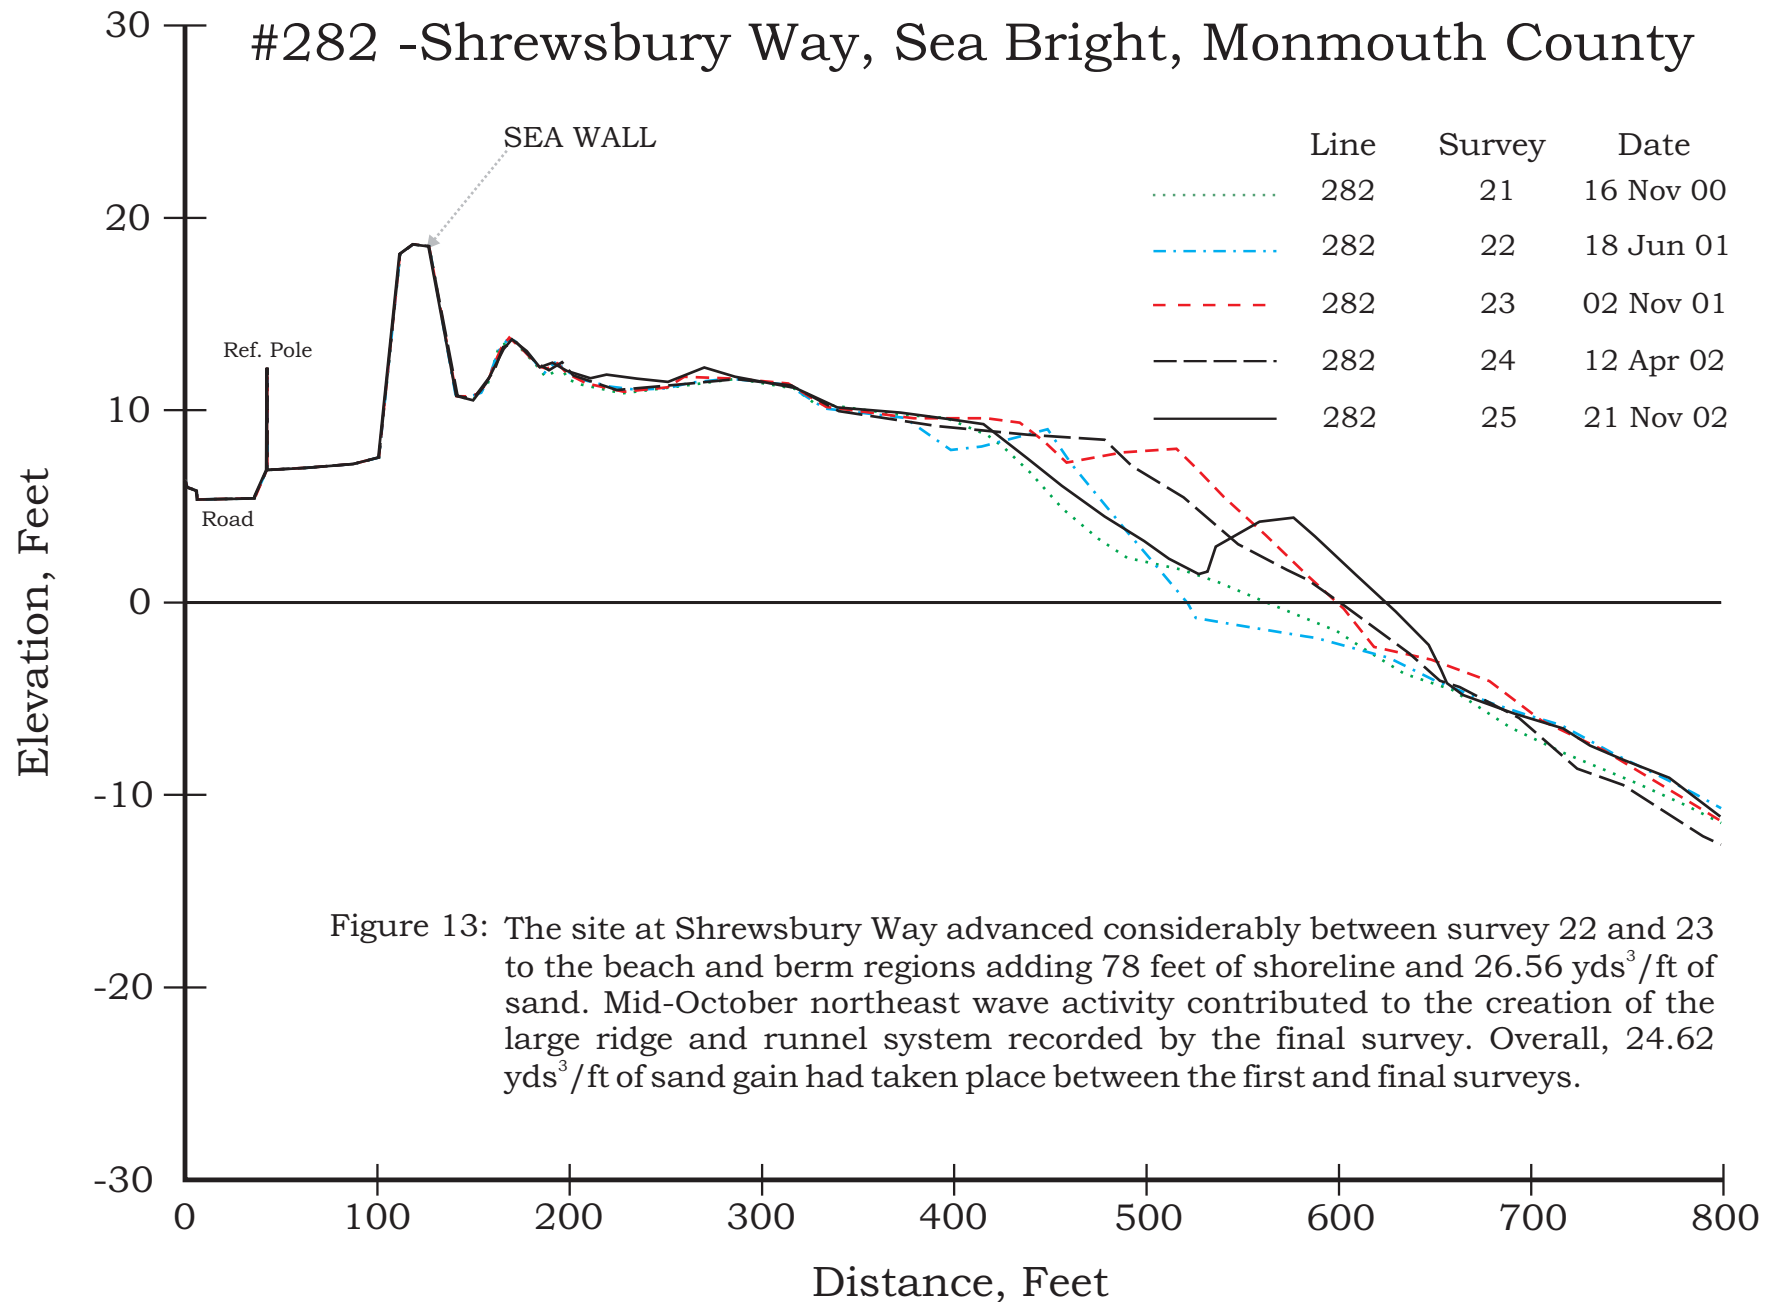 #282 -Shrewsbury Way, Sea Bright, Monmouth County
30
20
10
0
-10
-20
-30
Elevation, Feet
SEA WALL
Ref. Pole
Road
Line Survey Date
282 21 16 Nov 00
282 22 18 Jun 01
282 23 02 Nov 01
282 24 12 Apr 02
282 25 21 Nov 02
Figure 13: The site at Shrewsbury Way advanced considerably between survey 22 and 23
to the beach and berm regions adding 78 feet of shoreline and 26.56 yds³/ft of
sand. Mid-October northeast wave activity contributed to the creation of the
large ridge and runnel system recorded by the final survey. Overall, 24.62
yds³/ft of sand gain had taken place between the first and final surveys.
0 100 200 300 400 500 600 700 800
Distance, Feet